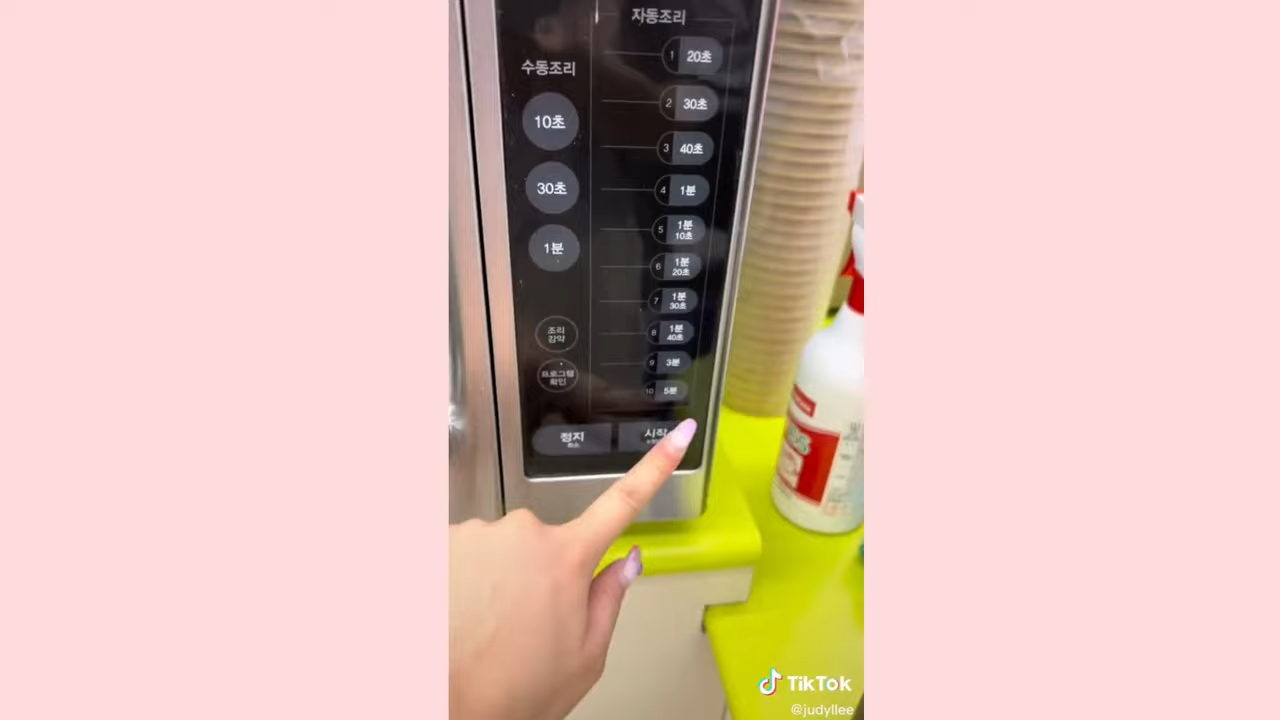 자동조리
수동조리
1 20초
2 30초
3 40초
4 1분
5 1분
10초
6 1분
20초
7 1분
30초
8 1분
40초
9 3분
10 5분
10초
30초
1분
조리
강약
프로그램
확인
정지
취소
시작
TikTok
@judyllee